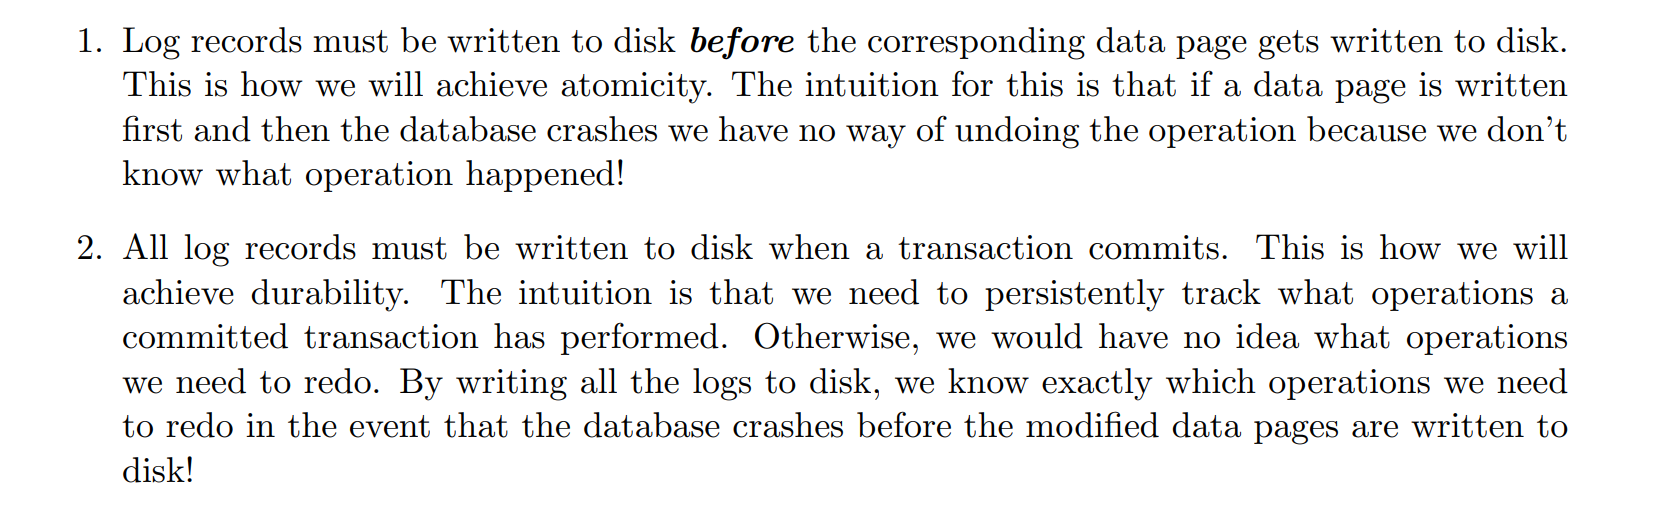 1. Log records must be written to disk before the corresponding data page gets written to disk.
This is how we will achieve atomicity. The intuition for this is that if a data page is written
first and then the database crashes we have no way of undoing the operation because we don’t
know what operation happened!
2. All log records must be written to disk when a transaction commits. This is how we will
achieve durability. The intuition is that we need to persistently track what operations a
committed transaction has performed. Otherwise, we would have no idea what operations
we need to redo. By writing all the logs to disk, we know exactly which operations we need
to redo in the event that the database crashes before the modified data pages are written to
disk!